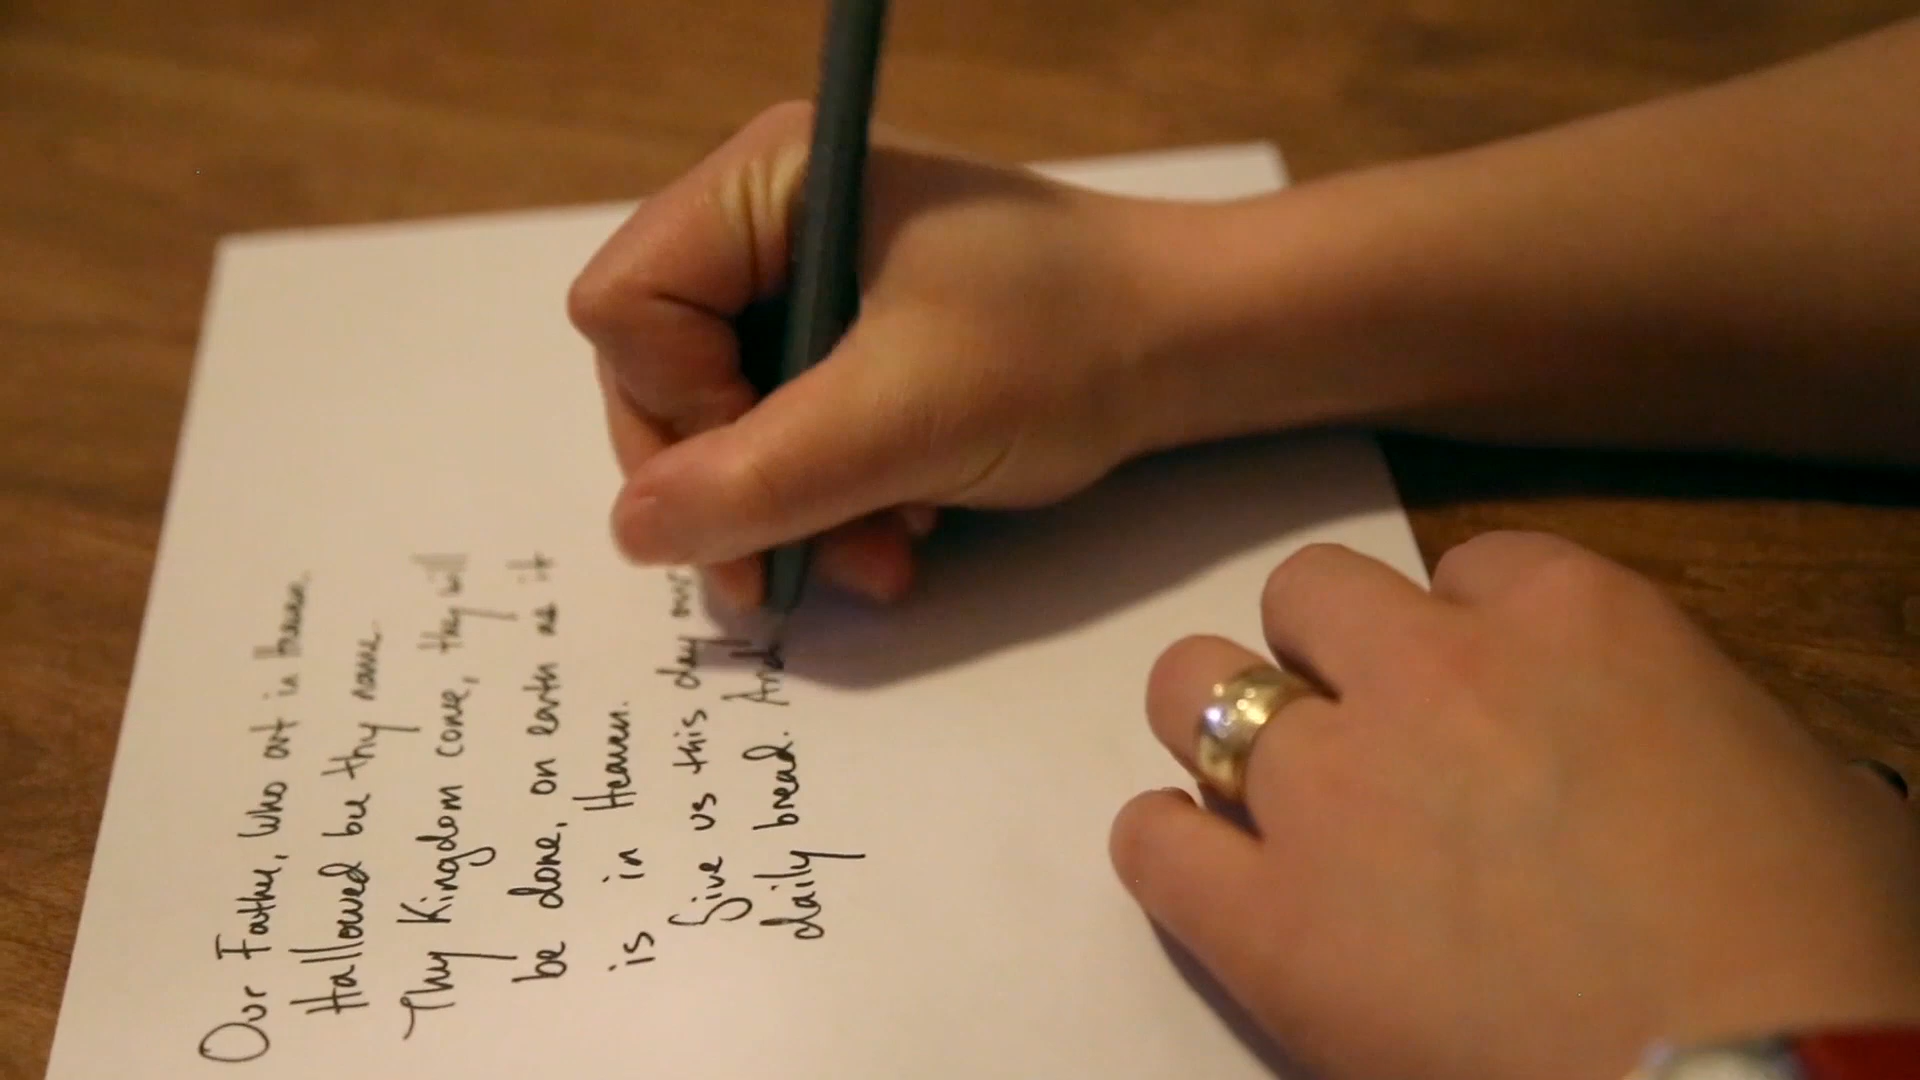 Our Father, who art in heaven.
Hallowed be thy name
Thy Kingdom come, thy will
be done, on earth as it
is in Heaven.
Give us this day our
daily bread. And